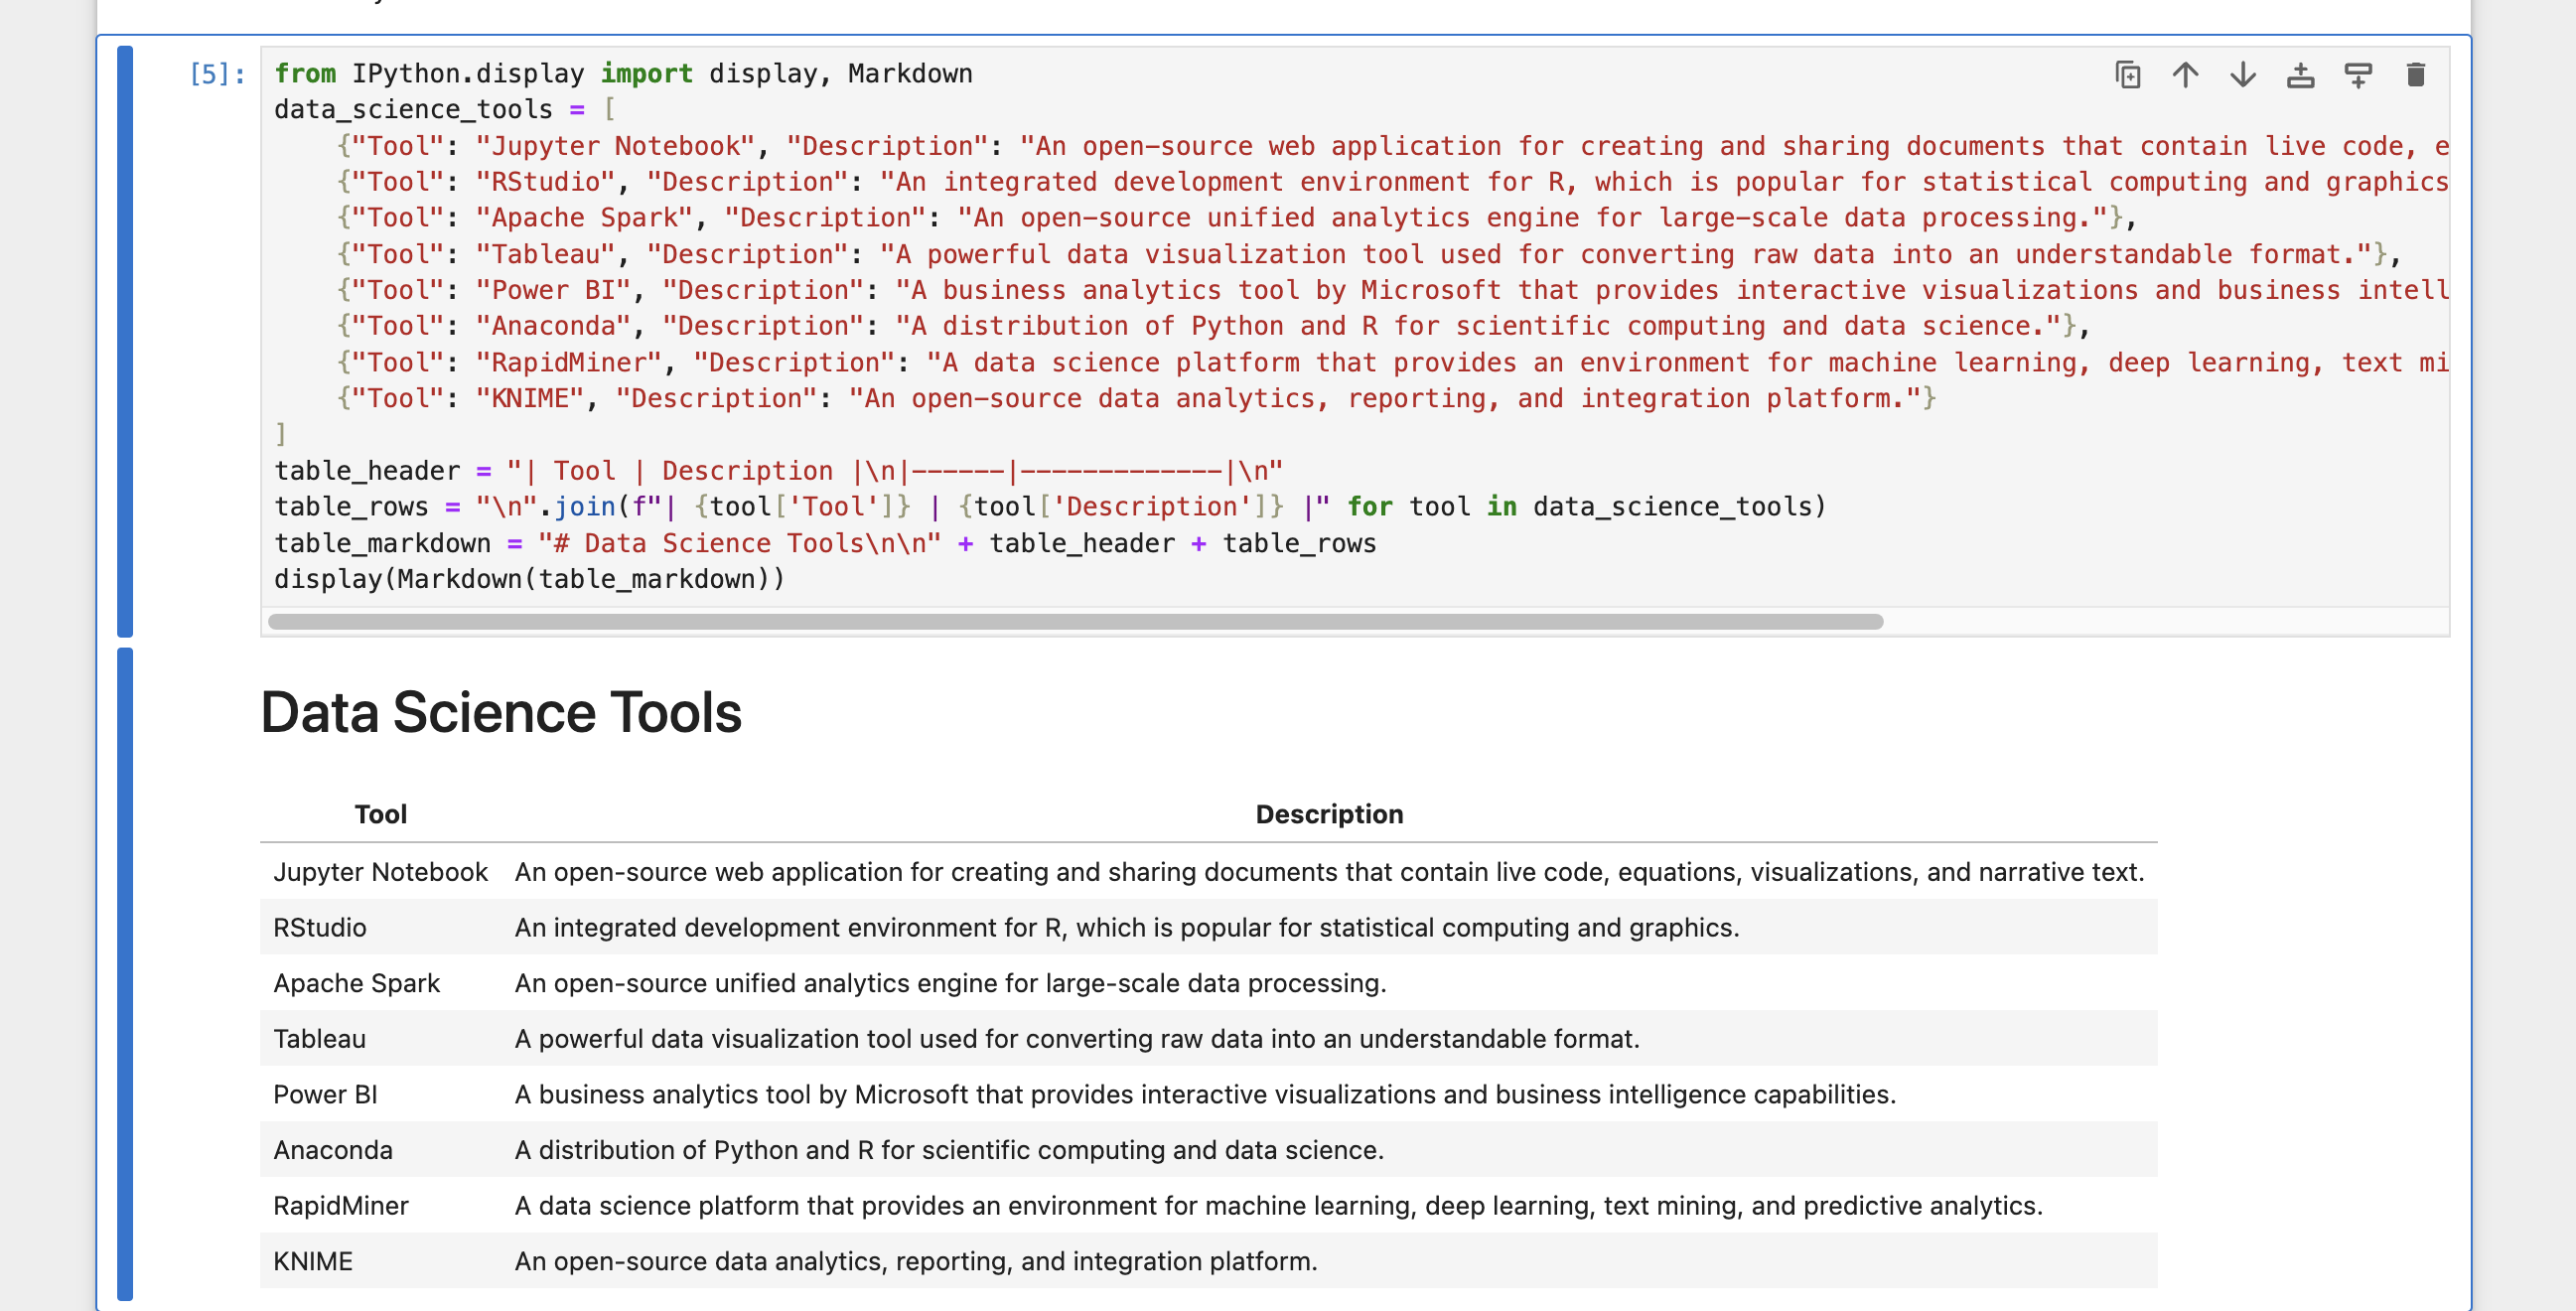 [5]: from IPython.display import display, Markdown
data_science_tools = [
    {"Tool": "Jupyter Notebook", "Description": "An open-source web application for creating and sharing documents that contain live code, e
    {"Tool": "RStudio", "Description": "An integrated development environment for R, which is popular for statistical computing and graphics
    {"Tool": "Apache Spark", "Description": "An open-source unified analytics engine for large-scale data processing."},
    {"Tool": "Tableau", "Description": "A powerful data visualization tool used for converting raw data into an understandable format."},
    {"Tool": "Power BI", "Description": "A business analytics tool by Microsoft that provides interactive visualizations and business intell
    {"Tool": "Anaconda", "Description": "A distribution of Python and R for scientific computing and data science."},
    {"Tool": "RapidMiner", "Description": "A data science platform that provides an environment for machine learning, deep learning, text mi
    {"Tool": "KNIME", "Description": "An open-source data analytics, reporting, and integration platform."}
]
table_header = "| Tool | Description |\n|------|-------------|\n"
table_rows = "\n".join(f"| {tool['Tool']} | {tool['Description']} |" for tool in data_science_tools)
table_markdown = "# Data Science Tools\n\n" + table_header + table_rows
display(Markdown(table_markdown))
Data Science Tools
Tool Description
Jupyter Notebook An open-source web application for creating and sharing documents that contain live code, equations, visualizations, and narrative text.
RStudio An integrated development environment for R, which is popular for statistical computing and graphics.
Apache Spark An open-source unified analytics engine for large-scale data processing.
Tableau A powerful data visualization tool used for converting raw data into an understandable format.
Power BI A business analytics tool by Microsoft that provides interactive visualizations and business intelligence capabilities.
Anaconda A distribution of Python and R for scientific computing and data science.
RapidMiner A data science platform that provides an environment for machine learning, deep learning, text mining, and predictive analytics.
KNIME An open-source data analytics, reporting, and integration platform.